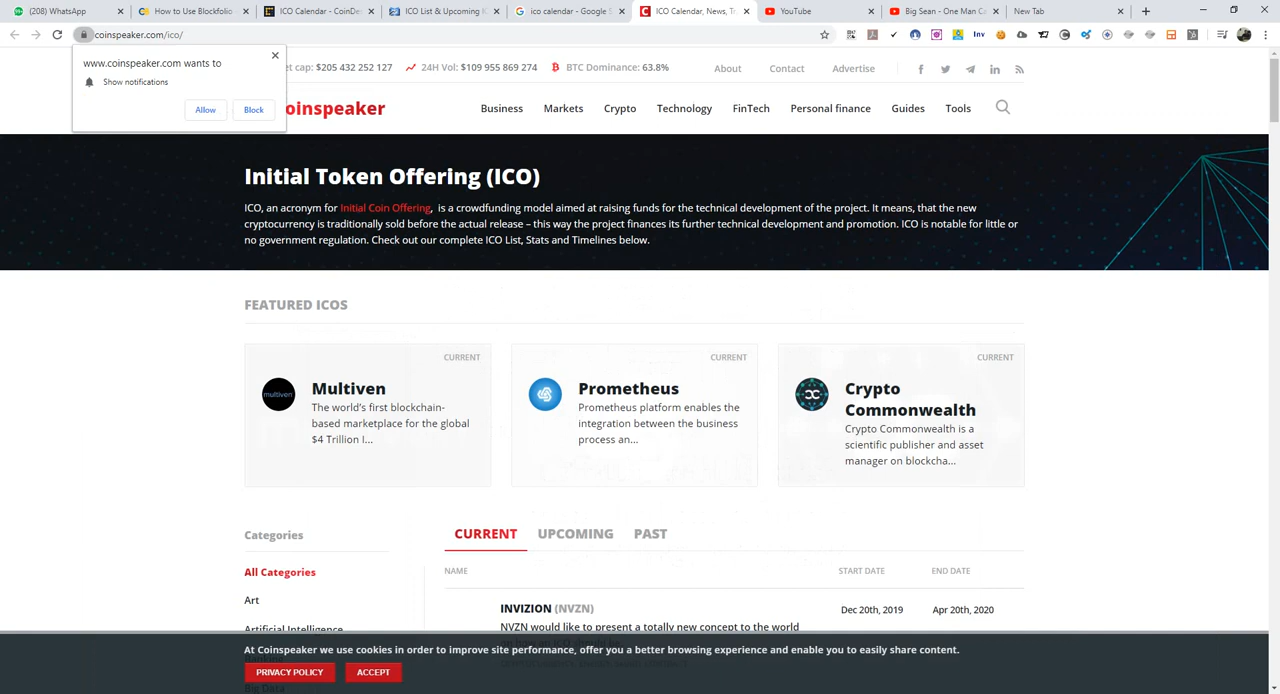 (208) WhatsApp
How to Use Blockfolio
ICO Calendar - CoinDe
ICO List & Upcoming
ico calendar - Google S
ICO Calendar, News, T
YouTube
Big Sean - One Man Ca
New Tab
coinspeaker.com/ico/
Inv
www.coinspeaker.com wants to
Show notifications
Allow
Block
et cap: $205 432 252 127
24H Vol: $109 955 869 274
BTC Dominance: 63.8%
About
Contact
Advertise
oinspeaker
Business
Markets
Crypto
Technology
FinTech
Personal finance
Guides
Tools
Initial Token Offering (ICO)
ICO, an acronym for Initial Coin Offering, is a crowdfunding model aimed at raising funds for the technical development of the project. It means, that the new
cryptocurrency is traditionally sold before the actual release – this way the project finances its further technical development and promotion. ICO is notable for little or
no government regulation. Check out our complete ICO List, Stats and Timelines below.
FEATURED ICOS
CURRENT
multiven
Multiven
The world's first blockchain-
based marketplace for the global
$4 Trillion I...
CURRENT
Prometheus
Prometheus platform enables the
integration between the business
process an...
CURRENT
Crypto
Commonwealth
Crypto Commonwealth is a
scientific publisher and asset
manager on blockcha...
Categories
All Categories
Art
Artificial Intelligence
Big Data
CURRENT
UPCOMING
PAST
NAME
START DATE
END DATE
INVIZION (NVZN)
Dec 20th, 2019
Apr 20th, 2020
NVZN would like to present a totally new concept to the world
At Coinspeaker we use cookies in order to improve site performance, offer you a better browsing experience and enable you to easily share content.
PRIVACY POLICY
ACCEPT